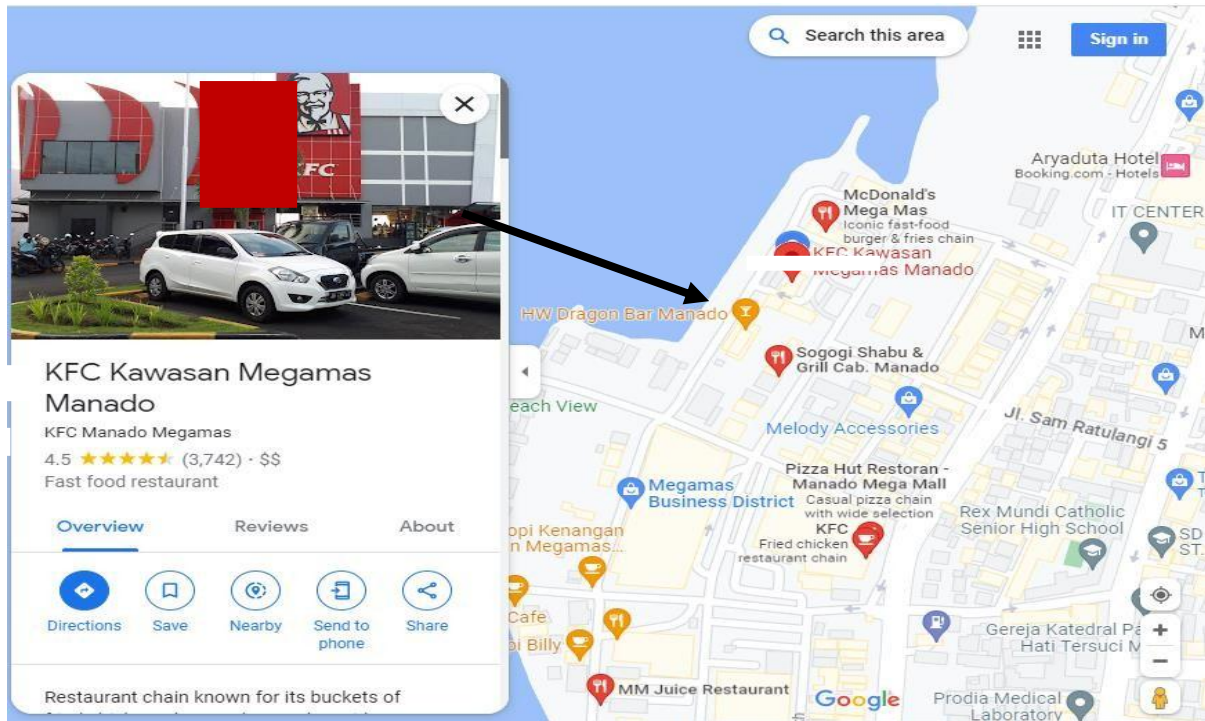 Search this area
Sign in
KFC
KFC Kawasan Megamas
Manado
KFC Manado Megamas
4.5
(3,742) · $$
Fast food restaurant
Overview
Reviews
About
Directions
Save
Nearby
Send to
phone
Share
Restaurant chain known for its buckets of
Aryaduta Hotel
Booking.com - Hotels
IT CENTER
McDonald's
Mega Mas
Iconic fast-food
burger & fries chain
KFC Kawasan
Megamas Manado
HW Dragon Bar Manado
Sogogi Shabu &
Grill Cab. Manado
each View
Melody Accessories
Jl. Sam Ratulangi 5
Megamas
Business District
Pizza Hut Restoran -
Manado Mega Mall
Casual pizza chain
with wide selection
KFC
Fried chicken
restaurant chain
Rex Mundi Catholic
Senior High School
SD
ST.
opi Kenangan
n Megamas...
Cafe
Billy
Gereja Katedral
Hati Tersuci M
MM Juice Restaurant
Google
Prodia Medical
Laboratory